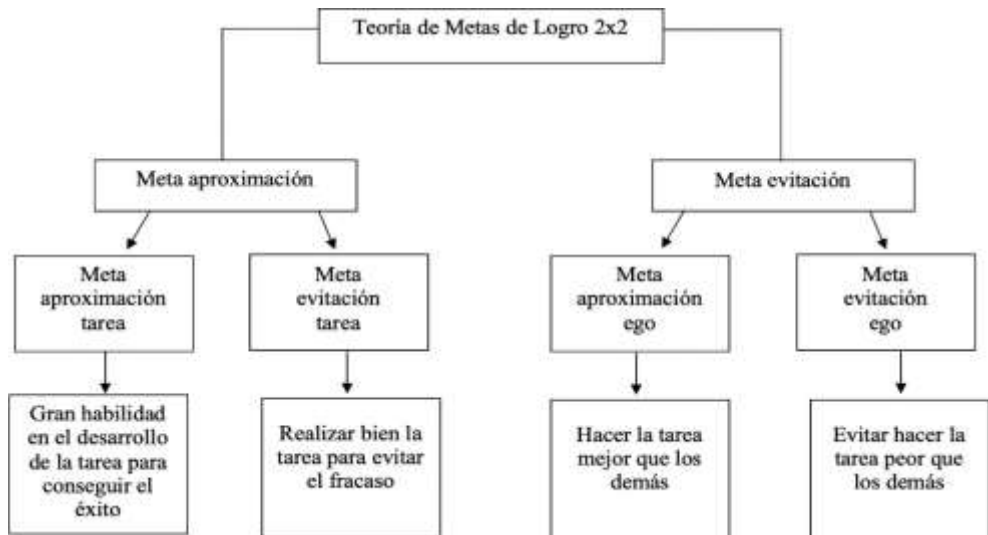 Teoría de Metas de Logro 2x2
Meta aproximación
Meta evitación
Meta
aproximación
tarea
Meta
evitación
tarea
Meta
aproximación
ego
Meta
evitación
ego
Gran habilidad
en el desarrollo
de la tarea para
conseguir el
éxito
Realizar bien la
tarea para evitar
el fracaso
Hacer la tarea
mejor que los
demás
Evitar hacer la
tarea peor que
los demás